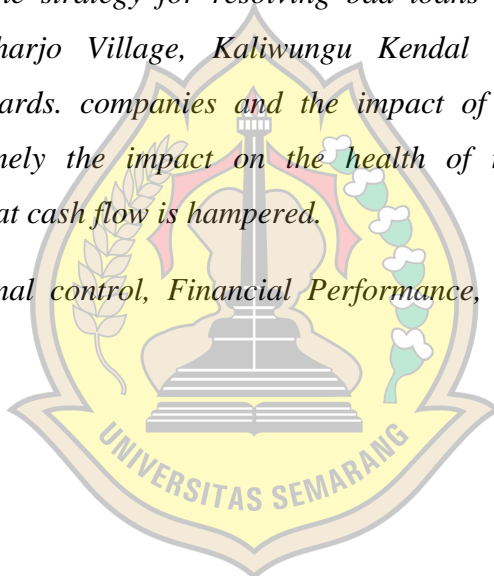 he strategy for resolving bad loans
harjo Village, Kaliwungu Kendal
ards. companies and the impact of
nely the impact on the health of
at cash flow is hampered.
nal control, Financial Performance,
UNIVERSITAS SEMARANG